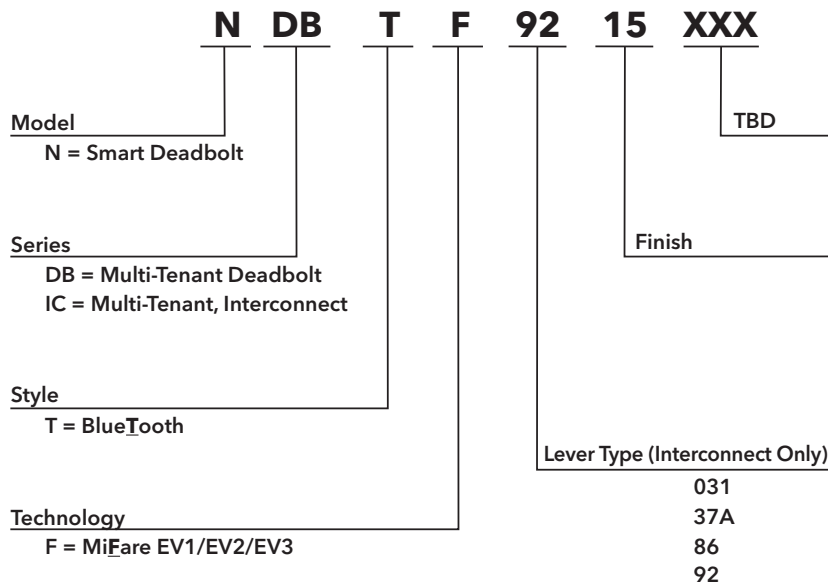 N DB T F 92 15 XXX
Model
N = Smart Deadbolt
TBD
Series
DB = Multi-Tenant Deadbolt
IC = Multi-Tenant, Interconnect
Finish
Style
T = BlueTooth
Lever Type (Interconnect Only)
031
37A
86
92
Technology
F = MiFare EV1/EV2/EV3